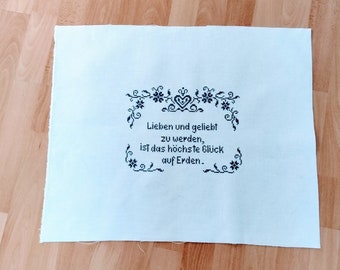 Lieben und geliebt
zu werden,
ist das höchste Glück
auf Erden.